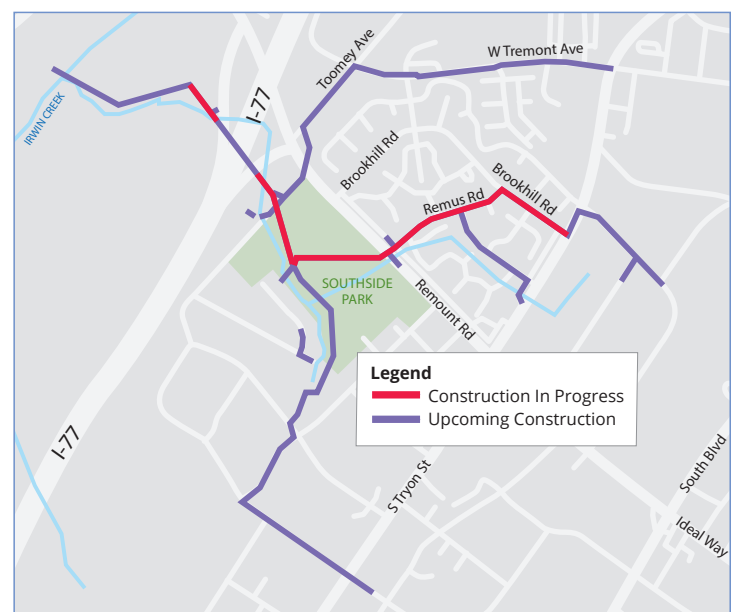 W Tremont Ave
Toomey Ave
I-77
IRWIN CREEK
Brookhill Rd
Brookhill Rd
Remus Rd
SOUTHSIDE
PARK
Remount Rd
Legend
Construction In Progress
Upcoming Construction
I-77
S Tryon St
South Blvd
Ideal Way